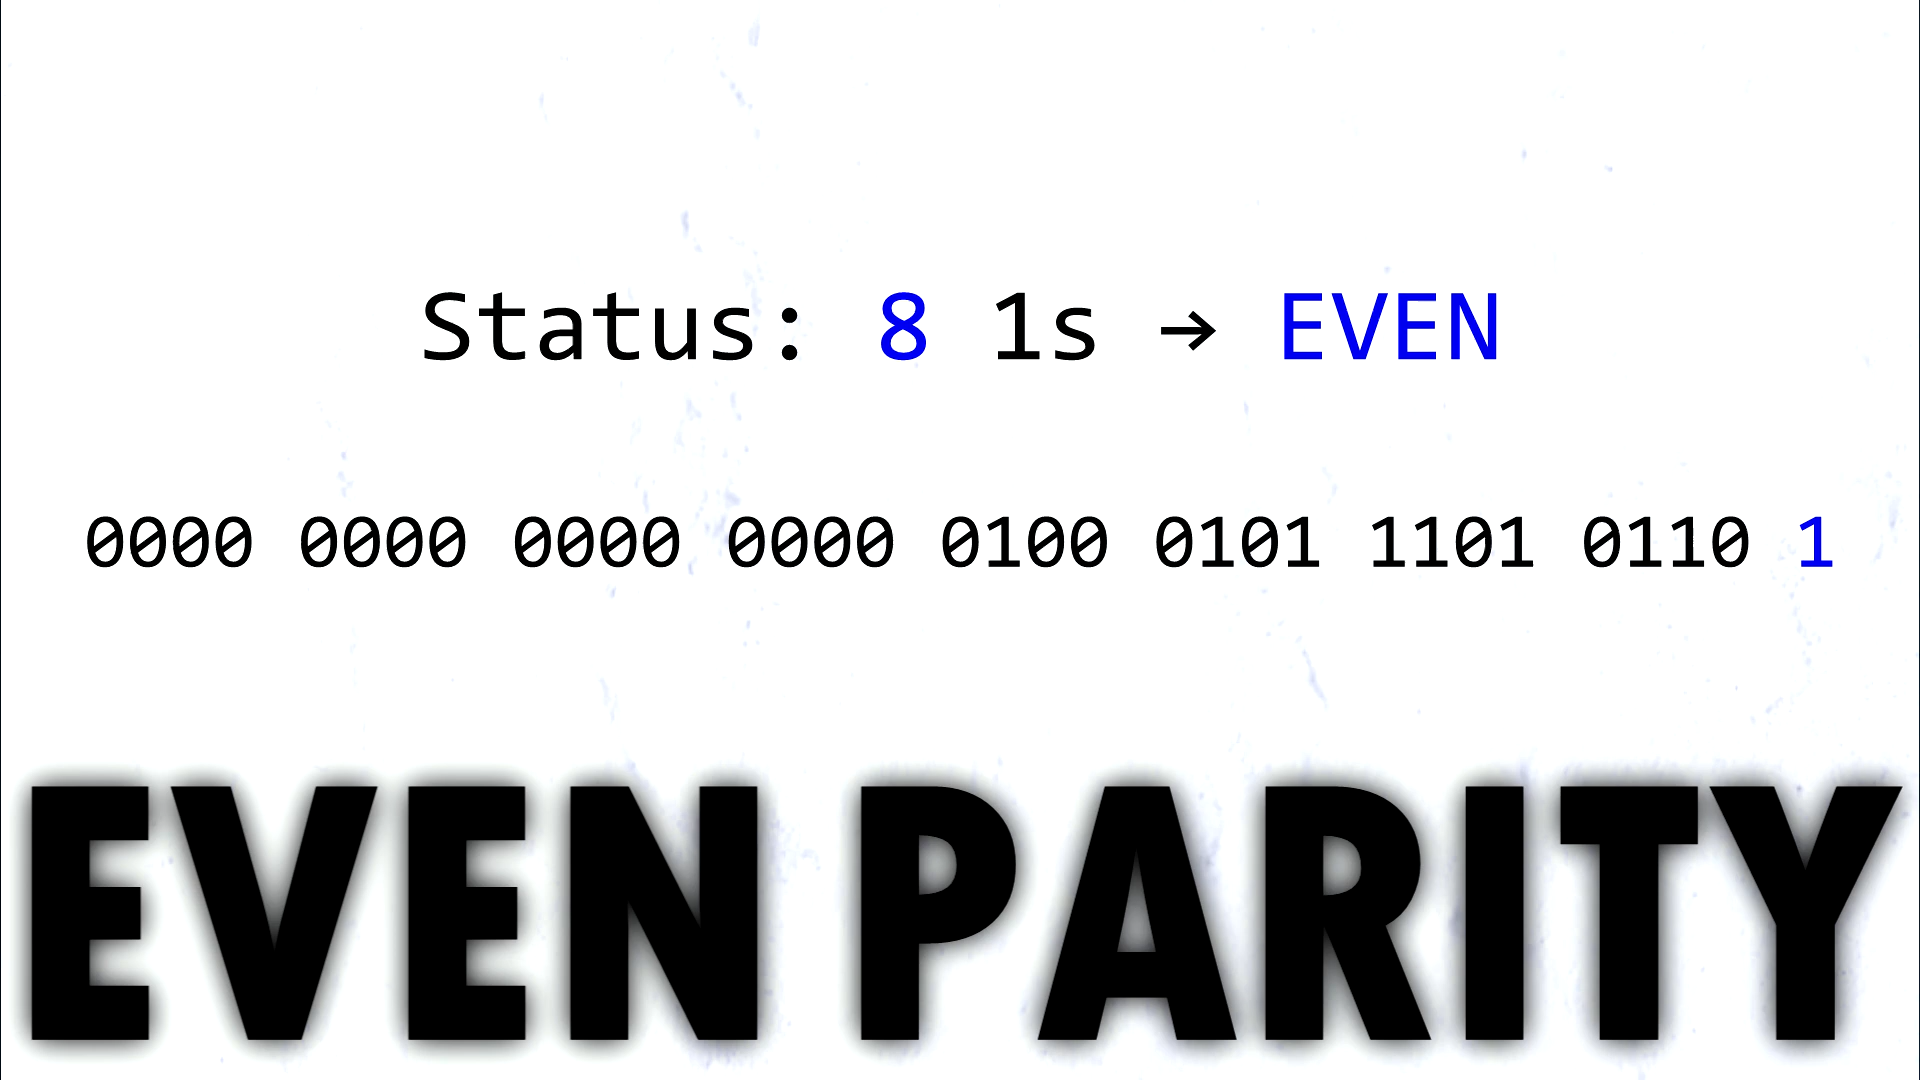 Status: 8 1s → EVEN
0000 0000 0000 0000 0100 0101 1101 0110 1
EVEN PARITY